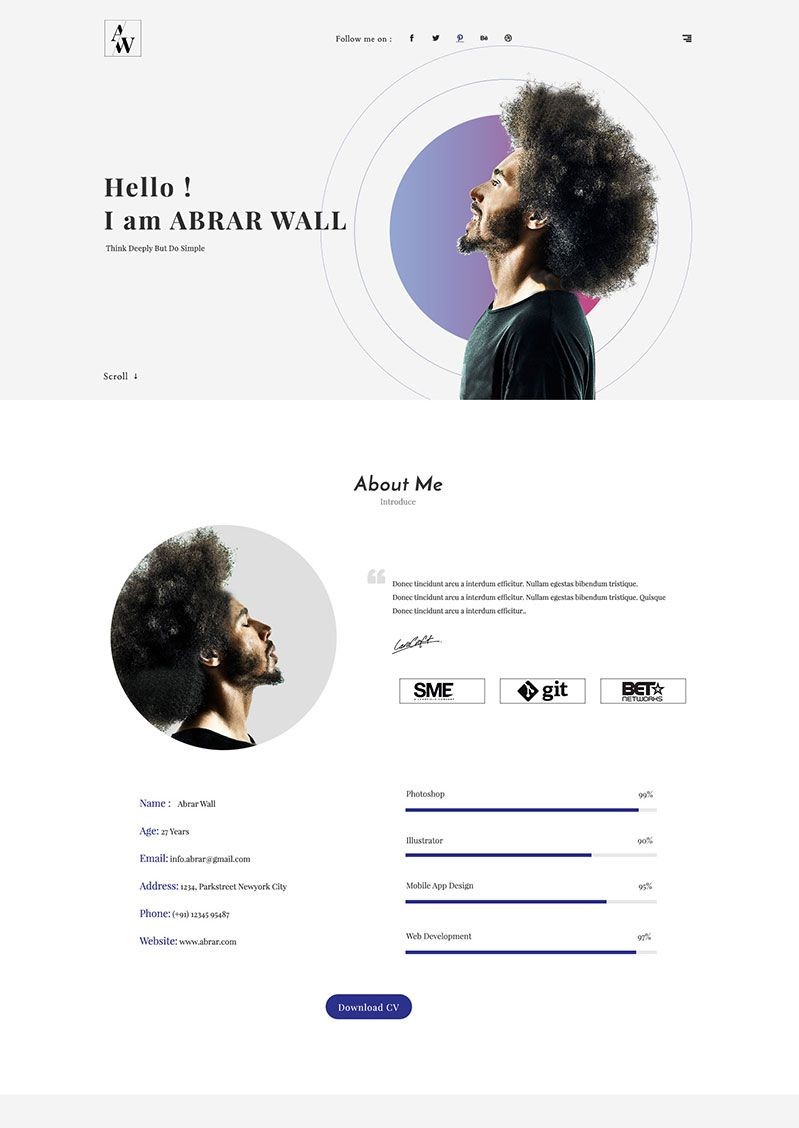 AW
Follow me on :
Hello !
I am ABRAR WALL
Think Deeply But Do Simple
Scroll ↓
About Me
Introduce
Donec tincidunt arcu a interdum efficitur. Nullam egestas bibendum tristique.
Donec tincidunt arcu a interdum efficitur. Nullam egestas bibendum tristique. Quisque
Donec tincidunt arcu a interdum efficitur..
SME
git
BET
NETWORKS
Name : Abrar Wall
Age: 27 Years
Email: info.abrar@gmail.com
Address: 1234, Parkstreet Newyork City
Phone: (+91) 12345 95487
Website: www.abrar.com
Photoshop 99%
Illustrator 90%
Mobile App Design 95%
Web Development 97%
Download CV